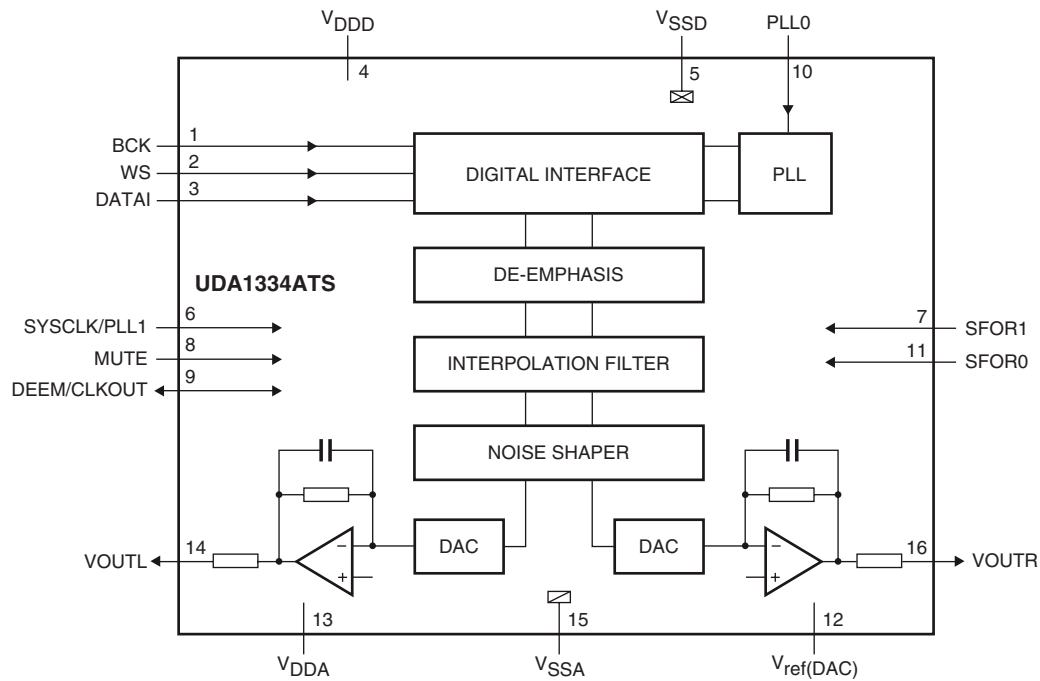 VDDD
VSSD
PLL0
4
5
10
BCK
1
WS
2
DATAI
3
DIGITAL INTERFACE
PLL
DE-EMPHASIS
UDA1334ATS
SYSCLK/PLL1
6
7
SFOR1
MUTE
8
11
SFOR0
DEEM/CLKOUT
9
INTERPOLATION FILTER
NOISE SHAPER
DAC
DAC
−
+
−
+
VOUTL
14
16
VOUTR
13
15
12
VDDA
VSSA
Vref(DAC)